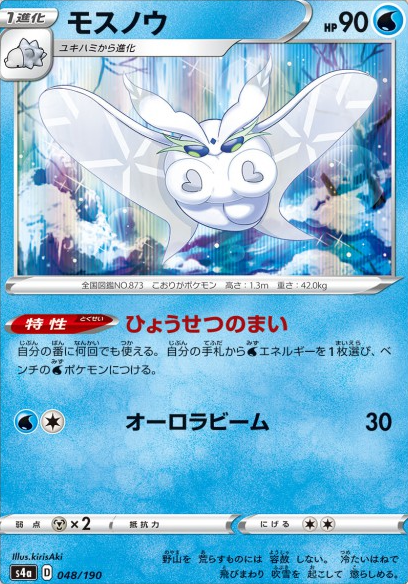 1進化 モスノウ HP90
ユキハミから進化
全国図鑑NO.873 こおりがポケモン 高さ:1.3m 重さ:42.0kg
特性 とくせい ひょうせつのまい
自分の番に何回でも使える。自分の手札からエネルギーを1枚選び、ベ
ンチのポケモンにつける。
オーロラビーム 30
弱点 ×2 抵抗力 にげる
Illus.kirisAki
野山を 荒らすものには 容赦 しない。 冷たいはねで
s4a D 048/190 飛びまわり 吹雪を 起こして 懲らしめる。